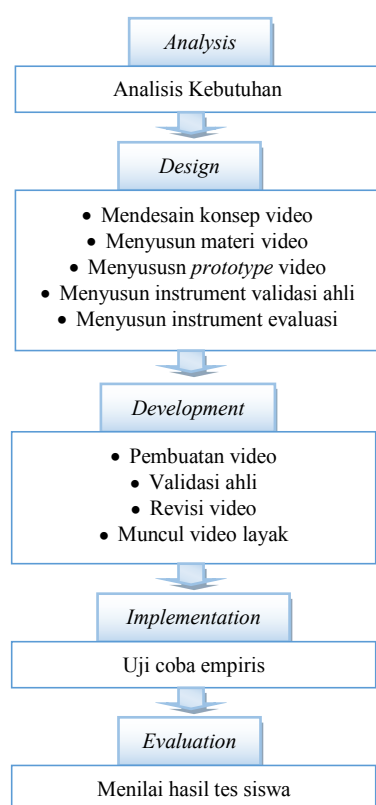 Analysis
Analisis Kebutuhan
Design
• Mendesain konsep video
• Menyusun materi video
• Menyususn prototype video
• Menyusun instrument validasi ahli
• Menyusun instrument evaluasi
Development
• Pembuatan video
• Validasi ahli
• Revisi video
• Muncul video layak
Implementation
Uji coba empiris
Evaluation
Menilai hasil tes siswa